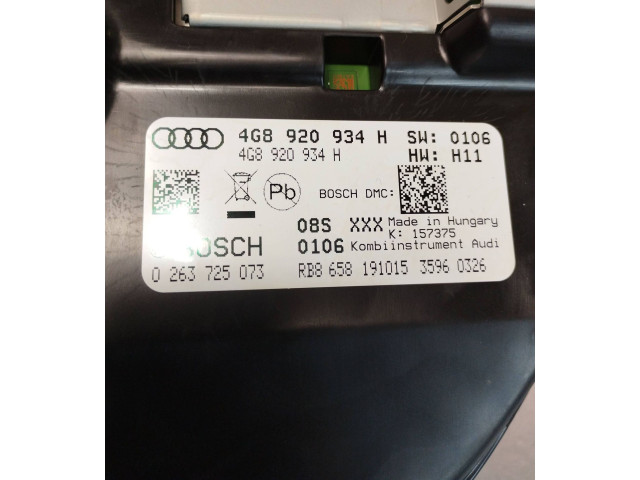 4G8 920 934 H SW: 0106
4G8 920 934 H HW: H11
Pb BOSCH DMC:
08S XXX Made in Hungary
K: 157375
BOSCH 0106 Kombiinstrument Audi
0 263 725 073 RB8 658 191015 3596 0326